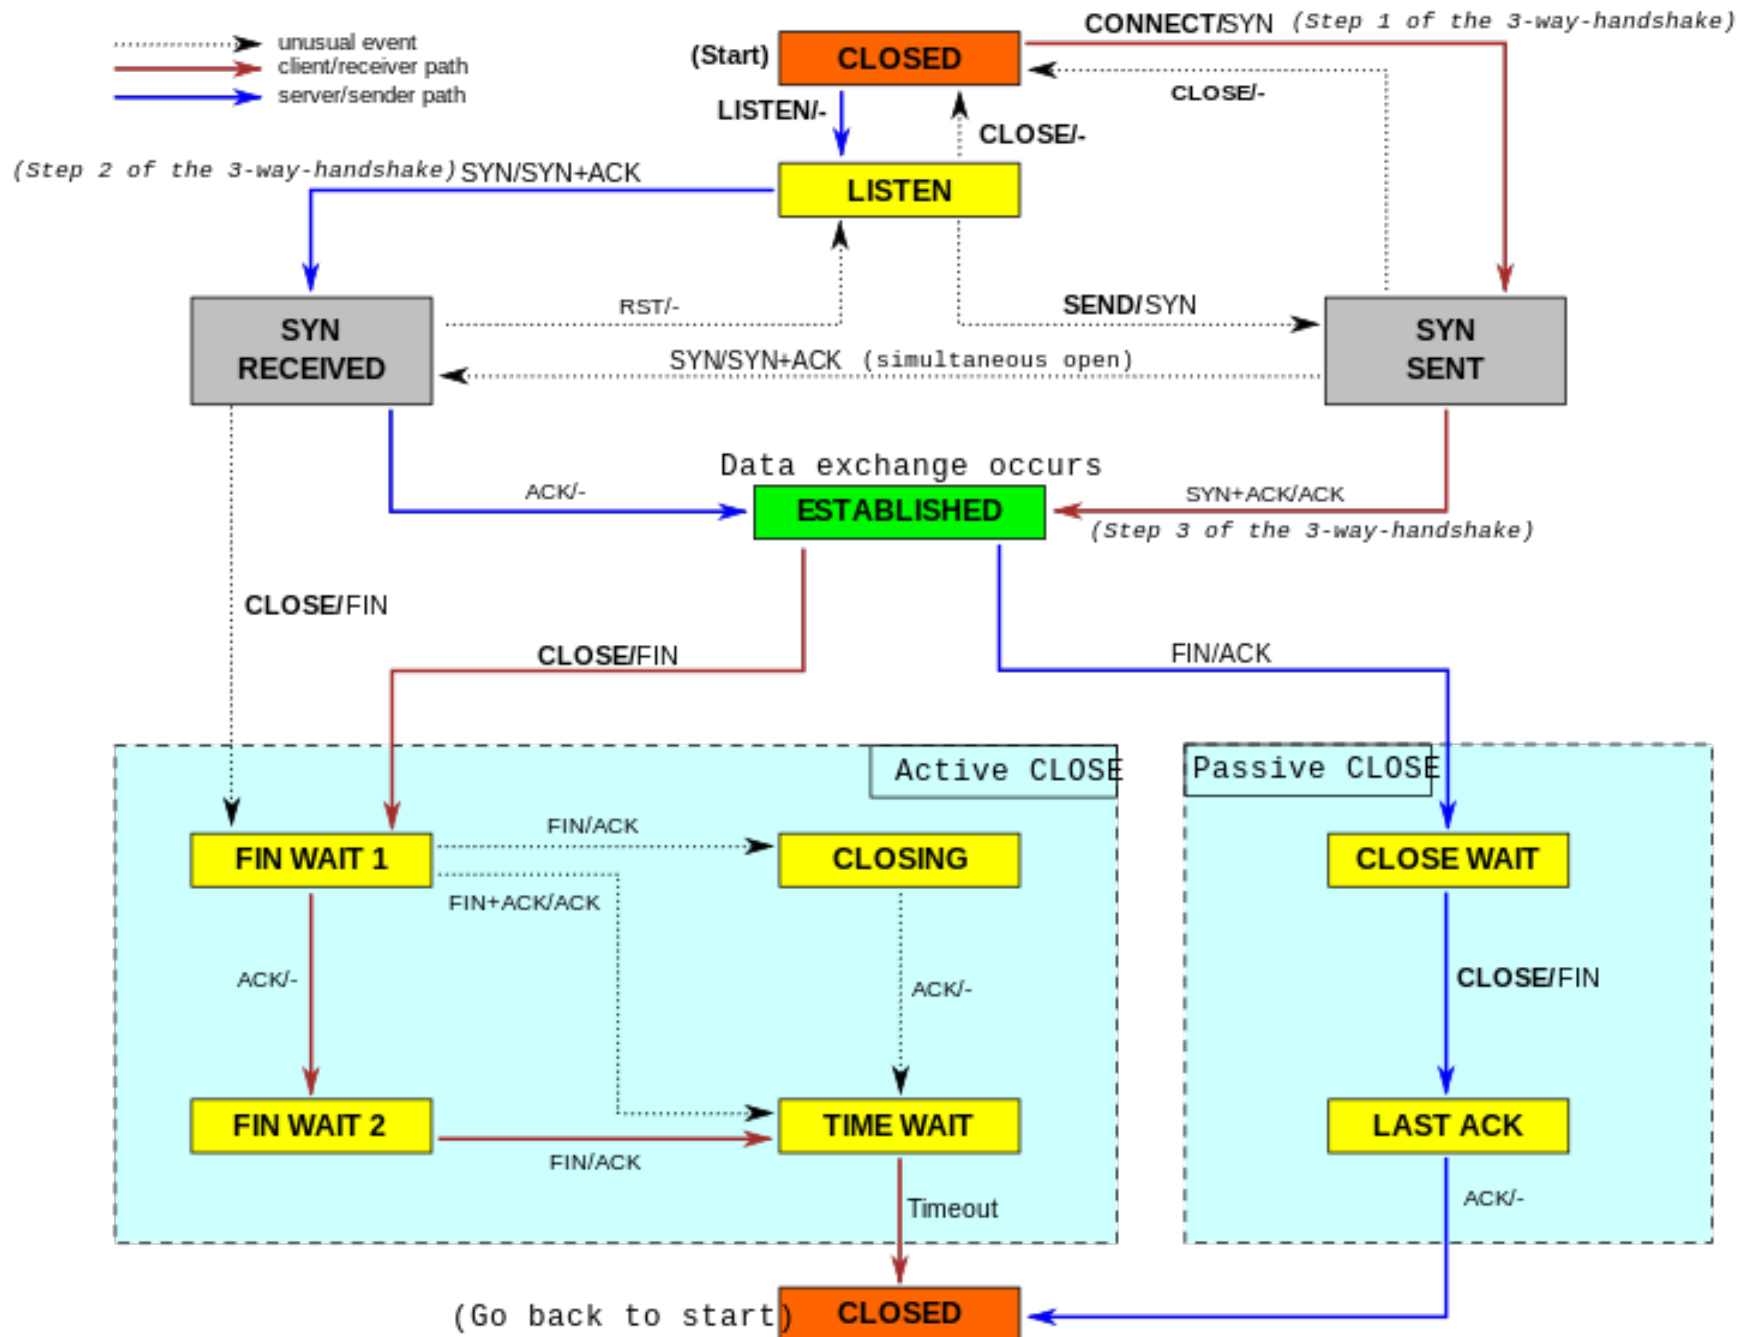 unusual event
client/receiver path
server/sender path
CONNECT/SYN (Step 1 of the 3-way-handshake)
(Start)
CLOSED
CLOSE/-
LISTEN/-
CLOSE/-
(Step 2 of the 3-way-handshake) SYN/SYN+ACK
LISTEN
SYN
RECEIVED
RST/-
SEND/SYN
SYN
SENT
SYN/SYN+ACK (simultaneous open)
Data exchange occurs
ACK/-
ESTABLISHED
SYN+ACK/ACK
(Step 3 of the 3-way-handshake)
CLOSE/FIN
CLOSE/FIN
FIN/ACK
Active CLOSE
Passive CLOSE
FIN WAIT 1
FIN/ACK
CLOSING
CLOSE WAIT
FIN+ACK/ACK
ACK/-
ACK/-
CLOSE/FIN
FIN WAIT 2
TIME WAIT
LAST ACK
FIN/ACK
Timeout
ACK/-
(Go back to start)
CLOSED